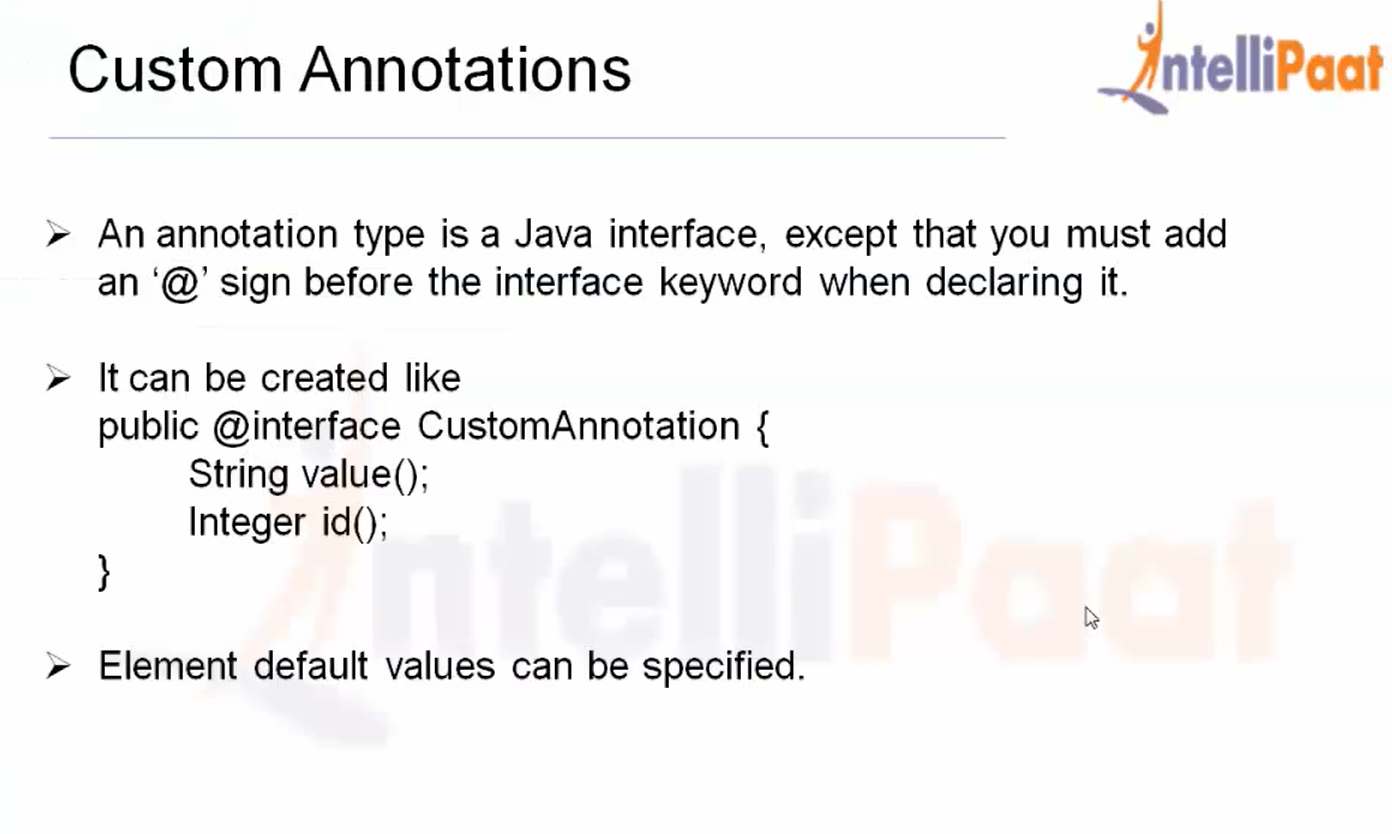 Custom Annotations
IntelliPaat
➢ An annotation type is a Java interface, except that you must add
an ‘@’ sign before the interface keyword when declaring it.
➢ It can be created like
public @interface CustomAnnotation {
String value();
Integer id();
}
➢ Element default values can be specified.
IntelliPaat